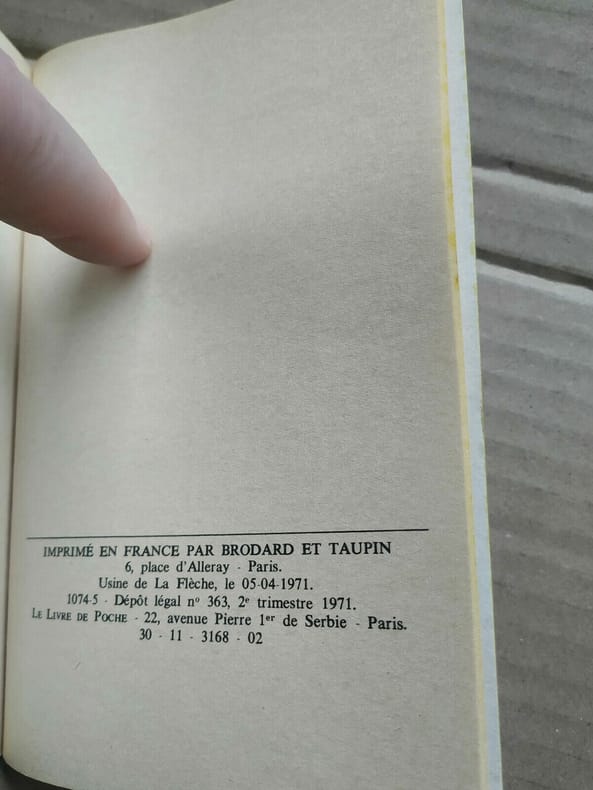 IMPRIMÉ EN FRANCE PAR BRODARD ET TAUPIN
6, place d'Alleray - Paris.
Usine de La Flèche, le 05-04-1971.
1074-5 - Dépôt légal nº 363, 2ᵉ trimestre 1971.
LE LIVRE DE POCHE - 22, avenue Pierre 1ᵉʳ de Serbie - Paris.
30 - 11 - 3168 - 02